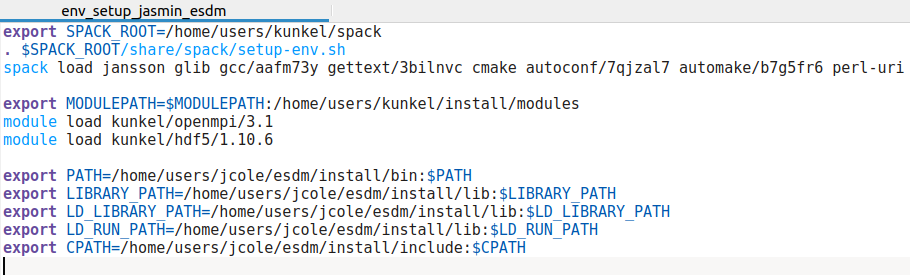 env_setup_jasmin_esdm
export SPACK_ROOT=/home/users/kunkel/spack
. $SPACK_ROOT/share/spack/setup-env.sh
spack load jansson glib gcc/aafm73y gettext/3bilnvc cmake autoconf/7qjzal7 automake/b7g5fr6 perl-uri
export MODULEPATH=$MODULEPATH:/home/users/kunkel/install/modules
module load kunkel/openmpi/3.1
module load kunkel/hdf5/1.10.6
export PATH=/home/users/jcole/esdm/install/bin:$PATH
export LIBRARY_PATH=/home/users/jcole/esdm/install/lib:$LIBRARY_PATH
export LD_LIBRARY_PATH=/home/users/jcole/esdm/install/lib:$LD_LIBRARY_PATH
export LD_RUN_PATH=/home/users/jcole/esdm/install/lib:$LD_RUN_PATH
export CPATH=/home/users/jcole/esdm/install/include:$CPATH